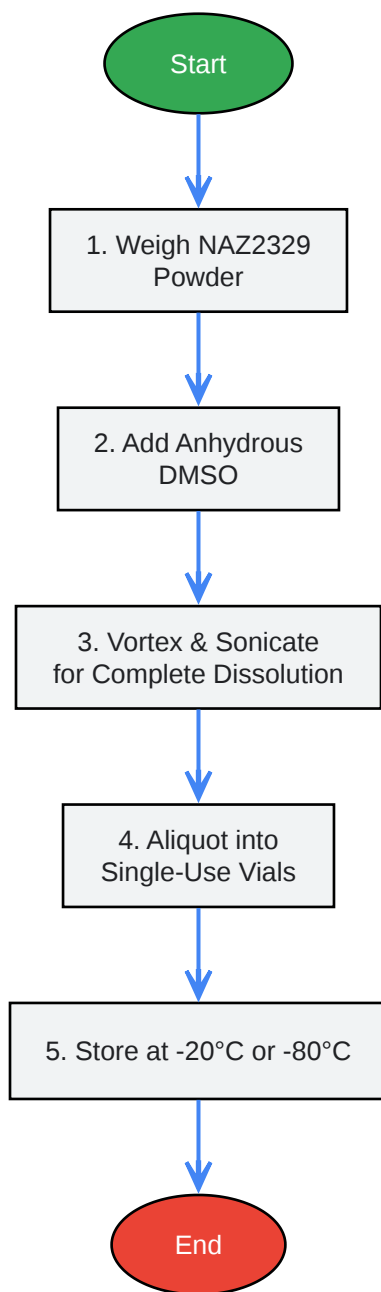 Start
1. Weigh NAZ2329
Powder
2. Add Anhydrous
DMSO
3. Vortex & Sonicate
for Complete Dissolution
4. Aliquot into
Single-Use Vials
5. Store at -20°C or -80°C
End